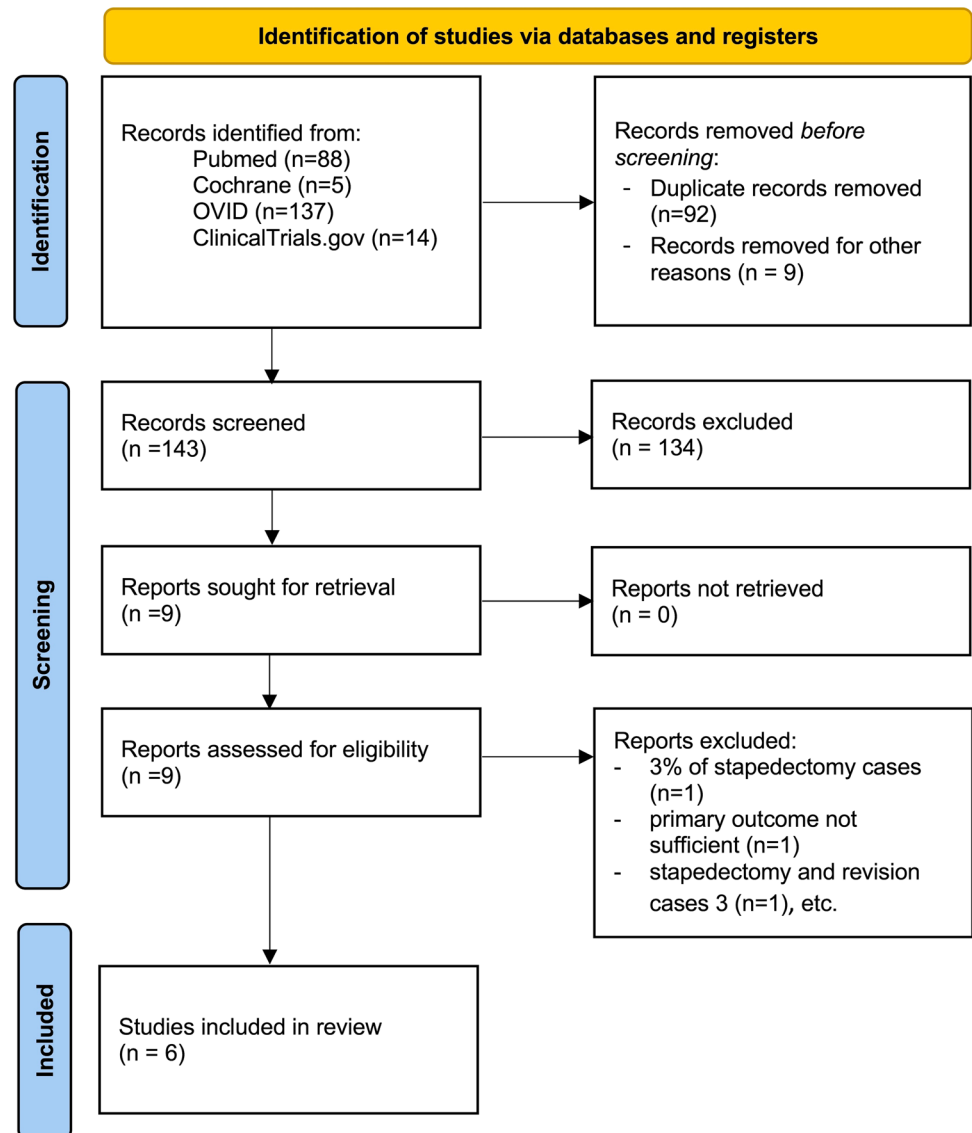 Identification of studies via databases and registers
Identification
Records identified from:
Pubmed (n=88)
Cochrane (n=5)
OVID (n=137)
ClinicalTrials.gov (n=14)
Records removed before
screening:
- Duplicate records removed
(n=92)
- Records removed for other
reasons (n = 9)
Screening
Records screened
(n =143)
Records excluded
(n = 134)
Reports sought for retrieval
(n =9)
Reports not retrieved
(n = 0)
Reports assessed for eligibility
(n =9)
Reports excluded:
- 3% of stapedectomy cases
(n=1)
- primary outcome not
sufficient (n=1)
- stapedectomy and revision
cases 3 (n=1), etc.
Included
Studies included in review
(n = 6)